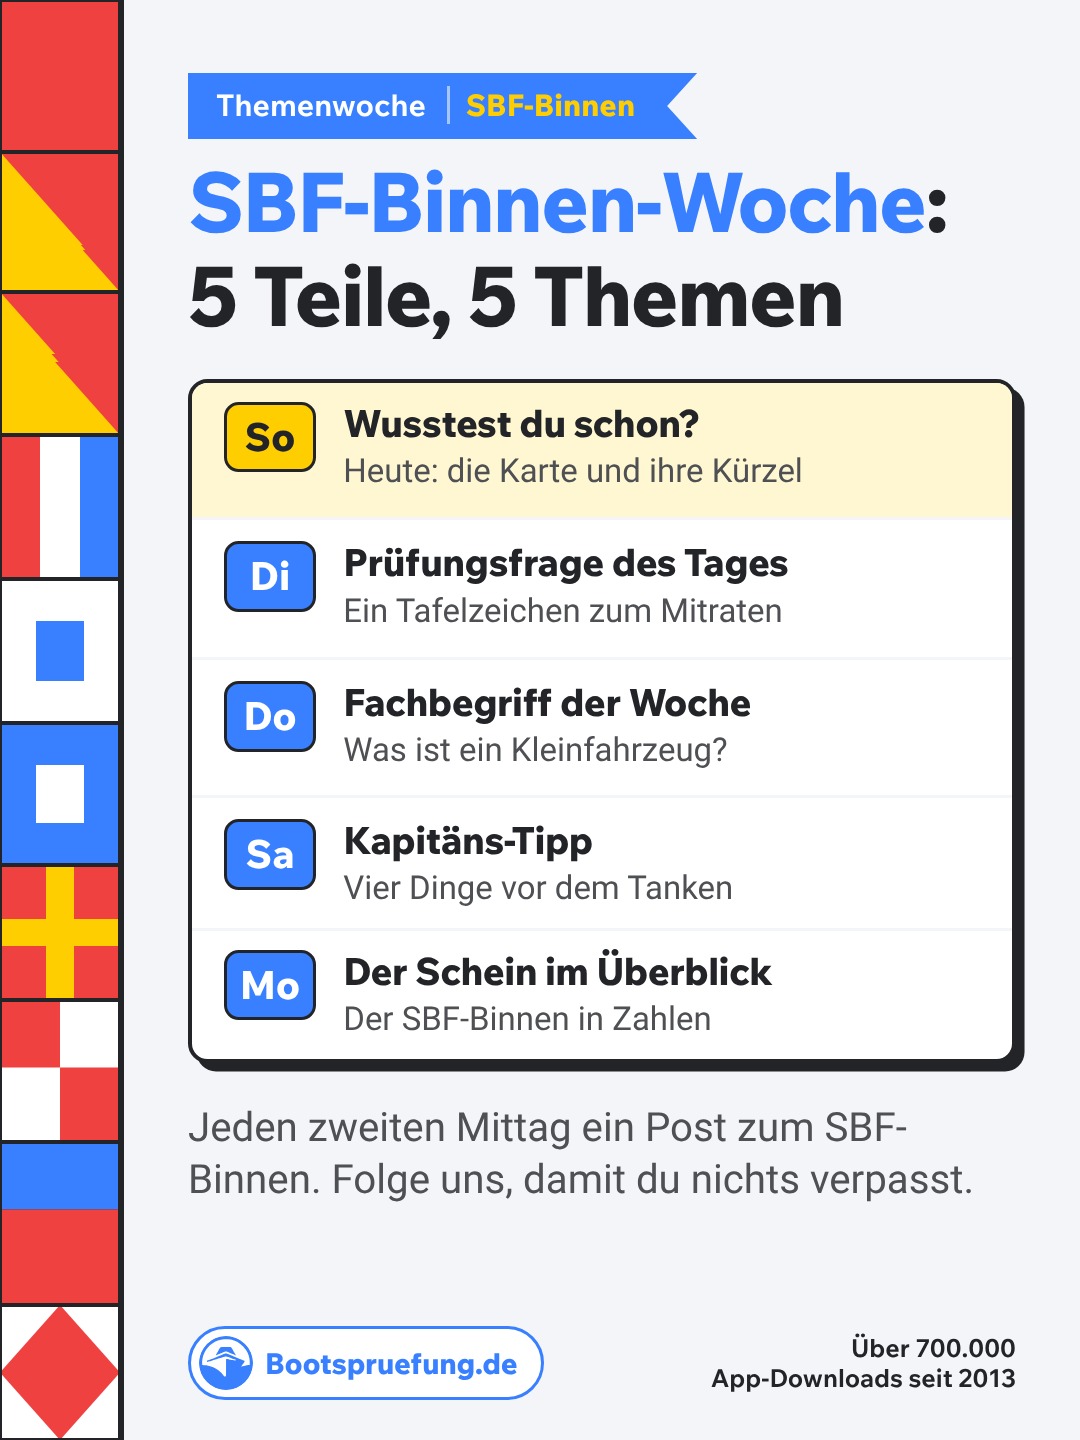 Themenwoche | SBF-Binnen
SBF-Binnen-Woche:
5 Teile, 5 Themen
So
Wusstest du schon?
Heute: die Karte und ihre Kürzel
Di
Prüfungsfrage des Tages
Ein Tafelzeichen zum Mitraten
Do
Fachbegriff der Woche
Was ist ein Kleinfahrzeug?
Sa
Kapitäns-Tipp
Vier Dinge vor dem Tanken
Mo
Der Schein im Überblick
Der SBF-Binnen in Zahlen
Jeden zweiten Mittag ein Post zum SBF-
Binnen. Folge uns, damit du nichts verpasst.
Bootspruefung.de
Über 700.000
App-Downloads seit 2013